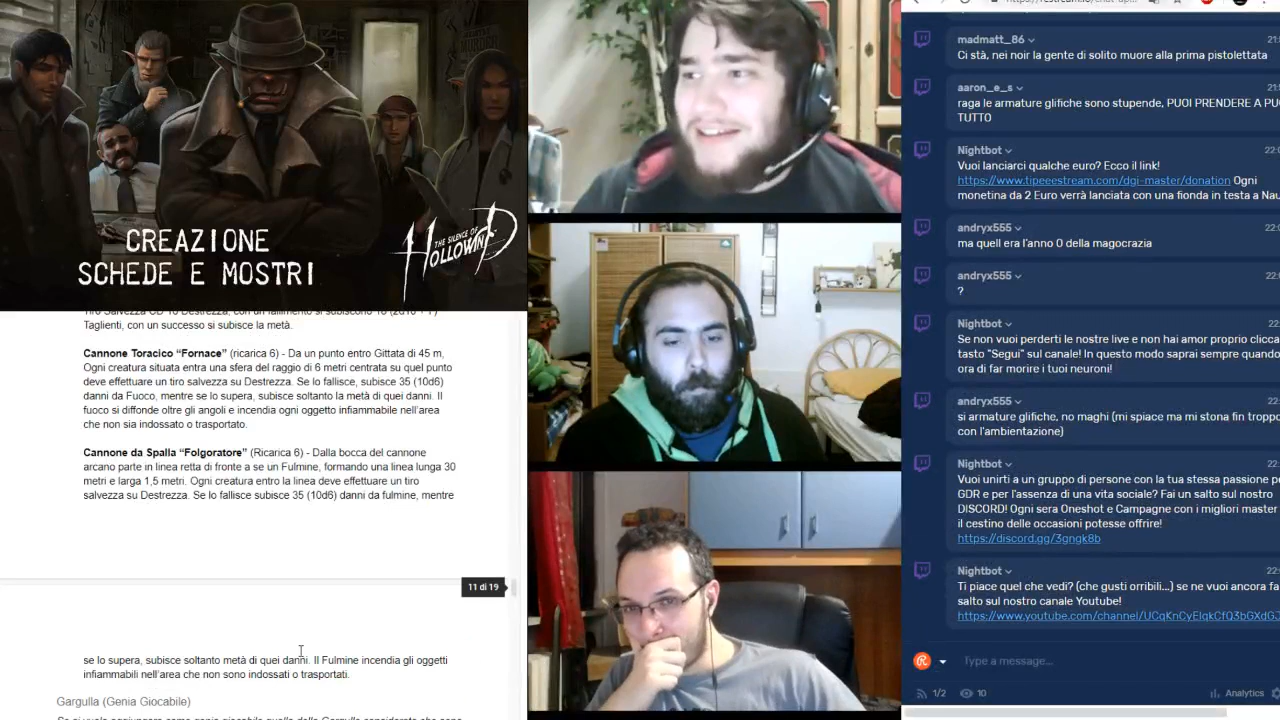 CREAZIONE
SCHEDE E MOSTRI
THE SILENCE OF
HOLLOWIND
Taglienti, con un successo si subisce la metà.
Cannone Toracico “Fornace” (ricarica 6) - Da un punto entro Gittata di 45 m,
Ogni creatura situata entra una sfera del raggio di 6 metri centrata su quel punto
deve effettuare un tiro salvezza su Destrezza. Se lo fallisce, subisce 35 (10d6)
danni da Fuoco, mentre se lo supera, subisce soltanto la metà di quei danni. Il
fuoco si diffonde oltre gli angoli e incendia ogni oggetto infiammabile nell’area
che non sia indossato o trasportato.
Cannone da Spalla “Folgoratore” (Ricarica 6) - Dalla bocca del cannone
arcano parte in linea retta di fronte a se un Fulmine, formando una linea lunga 30
metri e larga 1,5 metri. Ogni creatura entro la linea deve effettuare un tiro
salvezza su Destrezza. Se lo fallisce subisce 35 (10d6) danni da fulmine, mentre
11 di 19
se lo supera, subisce soltanto metà di quei danni. Il Fulmine incendia gli oggetti
infiammabili nell’area che non sono indossati o trasportati.
Gargulla (Genia Giocabile)
madmatt_86
Ci stà, nei noir la gente di solito muore alla prima pistolettata
aaron_e_s
raga le armature glifiche sono stupende, PUOI PRENDERE A
TUTTO
Nightbot
Vuoi lanciarci qualche euro? Ecco il link!
https://www.tipeeestream.com/dgi-master/donation Ogni
monetina da 2 Euro verrà lanciata con una fionda in testa a
andryx555
ma quell era l'anno 0 della magocrazia
andryx555
?
Nightbot
Se non vuoi perderti le nostre live e non hai amor proprio clicca
tasto "Segui" sul canale! In questo modo saprai sempre quando
ora di far morire i tuoi neuroni!
andryx555
si armature glifiche, no maghi (mi spiace ma mi stona fin troppo
con l'ambientazione)
Nightbot
Vuoi unirti a un gruppo di persone con la tua stessa passione
GDR e per l'assenza di una vita sociale? Fai un salto sul nostro
DISCORD! Ogni sera Oneshot e Campagne con i migliori master
il cestino delle occasioni potesse offrire!
https://discord.gg/3gngk8b
Nightbot
Ti piace quel che vedi? (che gusti orribili...) se ne vuoi ancora
salto sul nostro canale Youtube!
Type a message...
1/2
10
Analytics